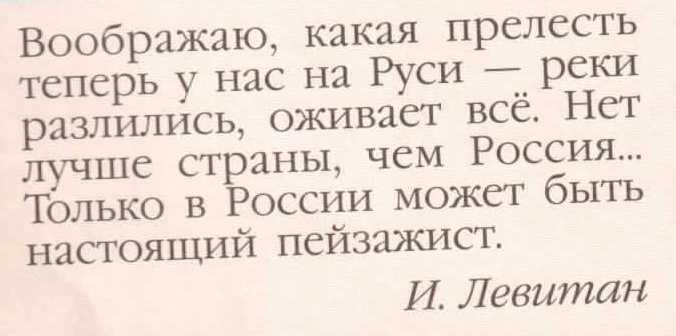 Воображаю, какая прелесть
теперь у нас на Руси — реки
разлились, оживает всё. Нет
лучше страны, чем Россия...
Только в России может быть
настоящий пейзажист.
И. Левитан